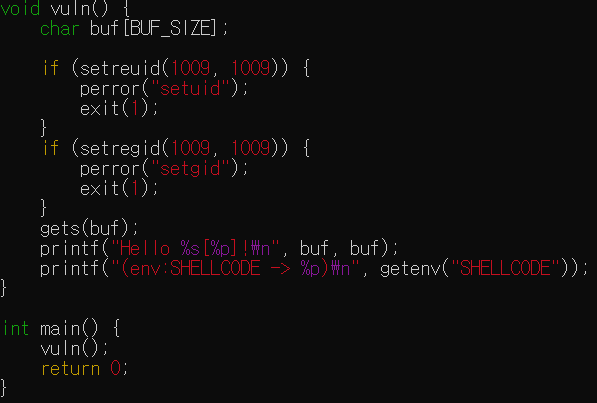 void vuln() {
    char buf[BUF_SIZE];

    if (setreuid(1009, 1009)) {
        perror("setuid");
        exit(1);
    }
    if (setregid(1009, 1009)) {
        perror("setgid");
        exit(1);
    }
    gets(buf);
    printf("Hello %s[%p]!₩n", buf, buf);
    printf("(env:SHELLCODE -> %p)₩n", getenv("SHELLCODE"));
}

int main() {
    vuln();
    return 0;
}